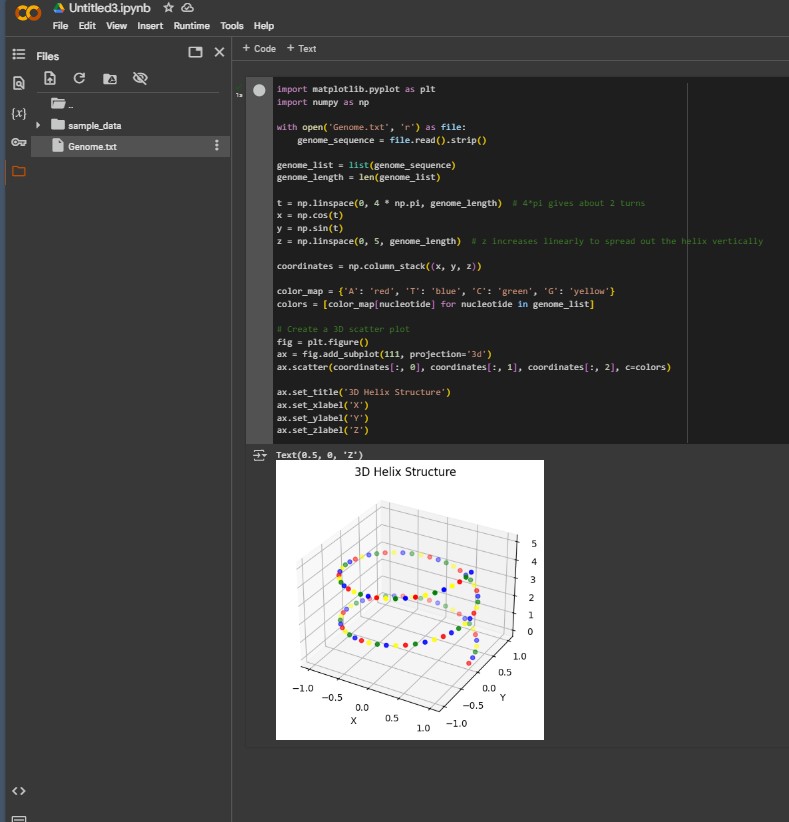 Untitled3.ipynb
File Edit View Insert Runtime Tools Help
Files
+ Code + Text
..
sample_data
Genome.txt
{x}
import matplotlib.pyplot as plt
import numpy as np
with open('Genome.txt', 'r') as file:
    genome_sequence = file.read().strip()
genome_list = list(genome_sequence)
genome_length = len(genome_list)
t = np.linspace(0, 4 * np.pi, genome_length)  # 4*pi gives about 2 turns
x = np.cos(t)
y = np.sin(t)
z = np.linspace(0, 5, genome_length)  # z increases linearly to spread out the helix vertically
coordinates = np.column_stack((x, y, z))
color_map = {'A': 'red', 'T': 'blue', 'C': 'green', 'G': 'yellow'}
colors = [color_map[nucleotide] for nucleotide in genome_list]
# Create a 3D scatter plot
fig = plt.figure()
ax = fig.add_subplot(111, projection='3d')
ax.scatter(coordinates[:, 0], coordinates[:, 1], coordinates[:, 2], c=colors)
ax.set_title('3D Helix Structure')
ax.set_xlabel('X')
ax.set_ylabel('Y')
ax.set_zlabel('Z')
Text(0.5, 0, 'Z')
3D Helix Structure
5
4
3
2
1
0
1.0
0.5
0.0
−0.5
−1.0
Y
−1.0
−0.5
0.0
0.5
1.0
X
<>